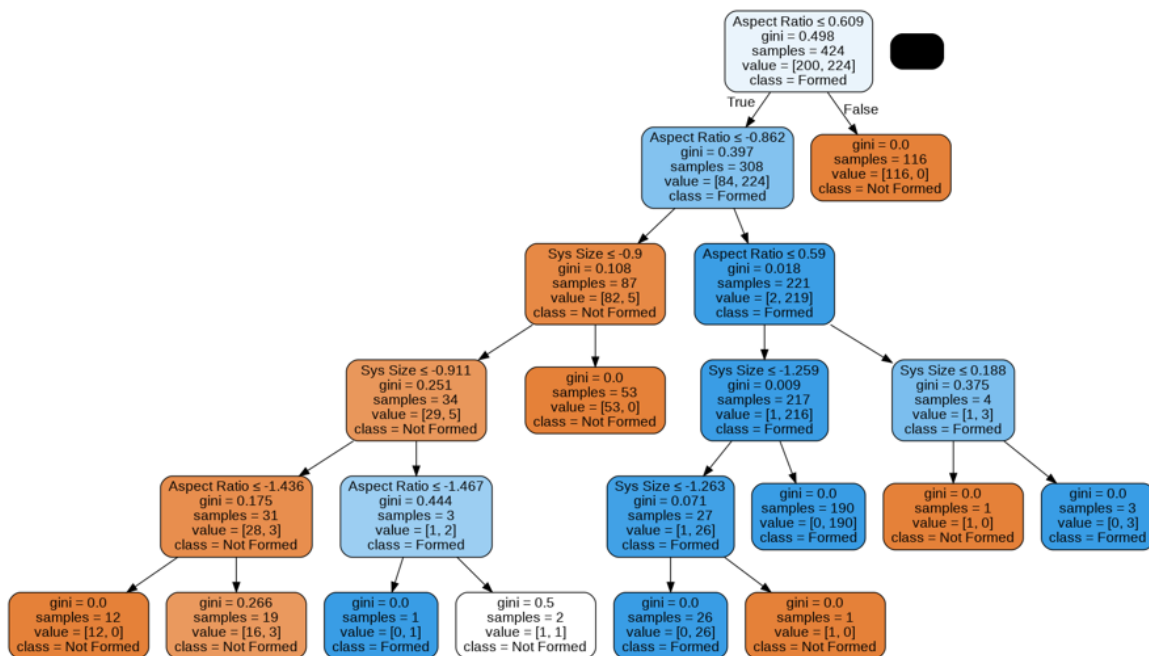 Aspect Ratio ≤ 0.609
gini = 0.498
samples = 424
value = [200, 224]
class = Formed
True
False
Aspect Ratio ≤ -0.862
gini = 0.397
samples = 308
value = [84, 224]
class = Formed
gini = 0.0
samples = 116
value = [116, 0]
class = Not Formed
Sys Size ≤ -0.9
gini = 0.108
samples = 87
value = [82, 5]
class = Not Formed
Aspect Ratio ≤ 0.59
gini = 0.018
samples = 221
value = [2, 219]
class = Formed
Sys Size ≤ -0.911
gini = 0.251
samples = 34
value = [29, 5]
class = Not Formed
gini = 0.0
samples = 53
value = [53, 0]
class = Not Formed
Sys Size ≤ -1.259
gini = 0.009
samples = 217
value = [1, 216]
class = Formed
Sys Size ≤ 0.188
gini = 0.375
samples = 4
value = [1, 3]
class = Formed
Aspect Ratio ≤ -1.436
gini = 0.175
samples = 31
value = [28, 3]
class = Not Formed
Aspect Ratio ≤ -1.467
gini = 0.444
samples = 3
value = [1, 2]
class = Formed
Sys Size ≤ -1.263
gini = 0.071
samples = 27
value = [1, 26]
class = Formed
gini = 0.0
samples = 190
value = [0, 190]
class = Formed
gini = 0.0
samples = 1
value = [1, 0]
class = Not Formed
gini = 0.0
samples = 3
value = [0, 3]
class = Formed
gini = 0.0
samples = 12
value = [12, 0]
class = Not Formed
gini = 0.266
samples = 19
value = [16, 3]
class = Not Formed
gini = 0.0
samples = 1
value = [0, 1]
class = Formed
gini = 0.5
samples = 2
value = [1, 1]
class = Not Formed
gini = 0.0
samples = 26
value = [0, 26]
class = Formed
gini = 0.0
samples = 1
value = [1, 0]
class = Not Formed